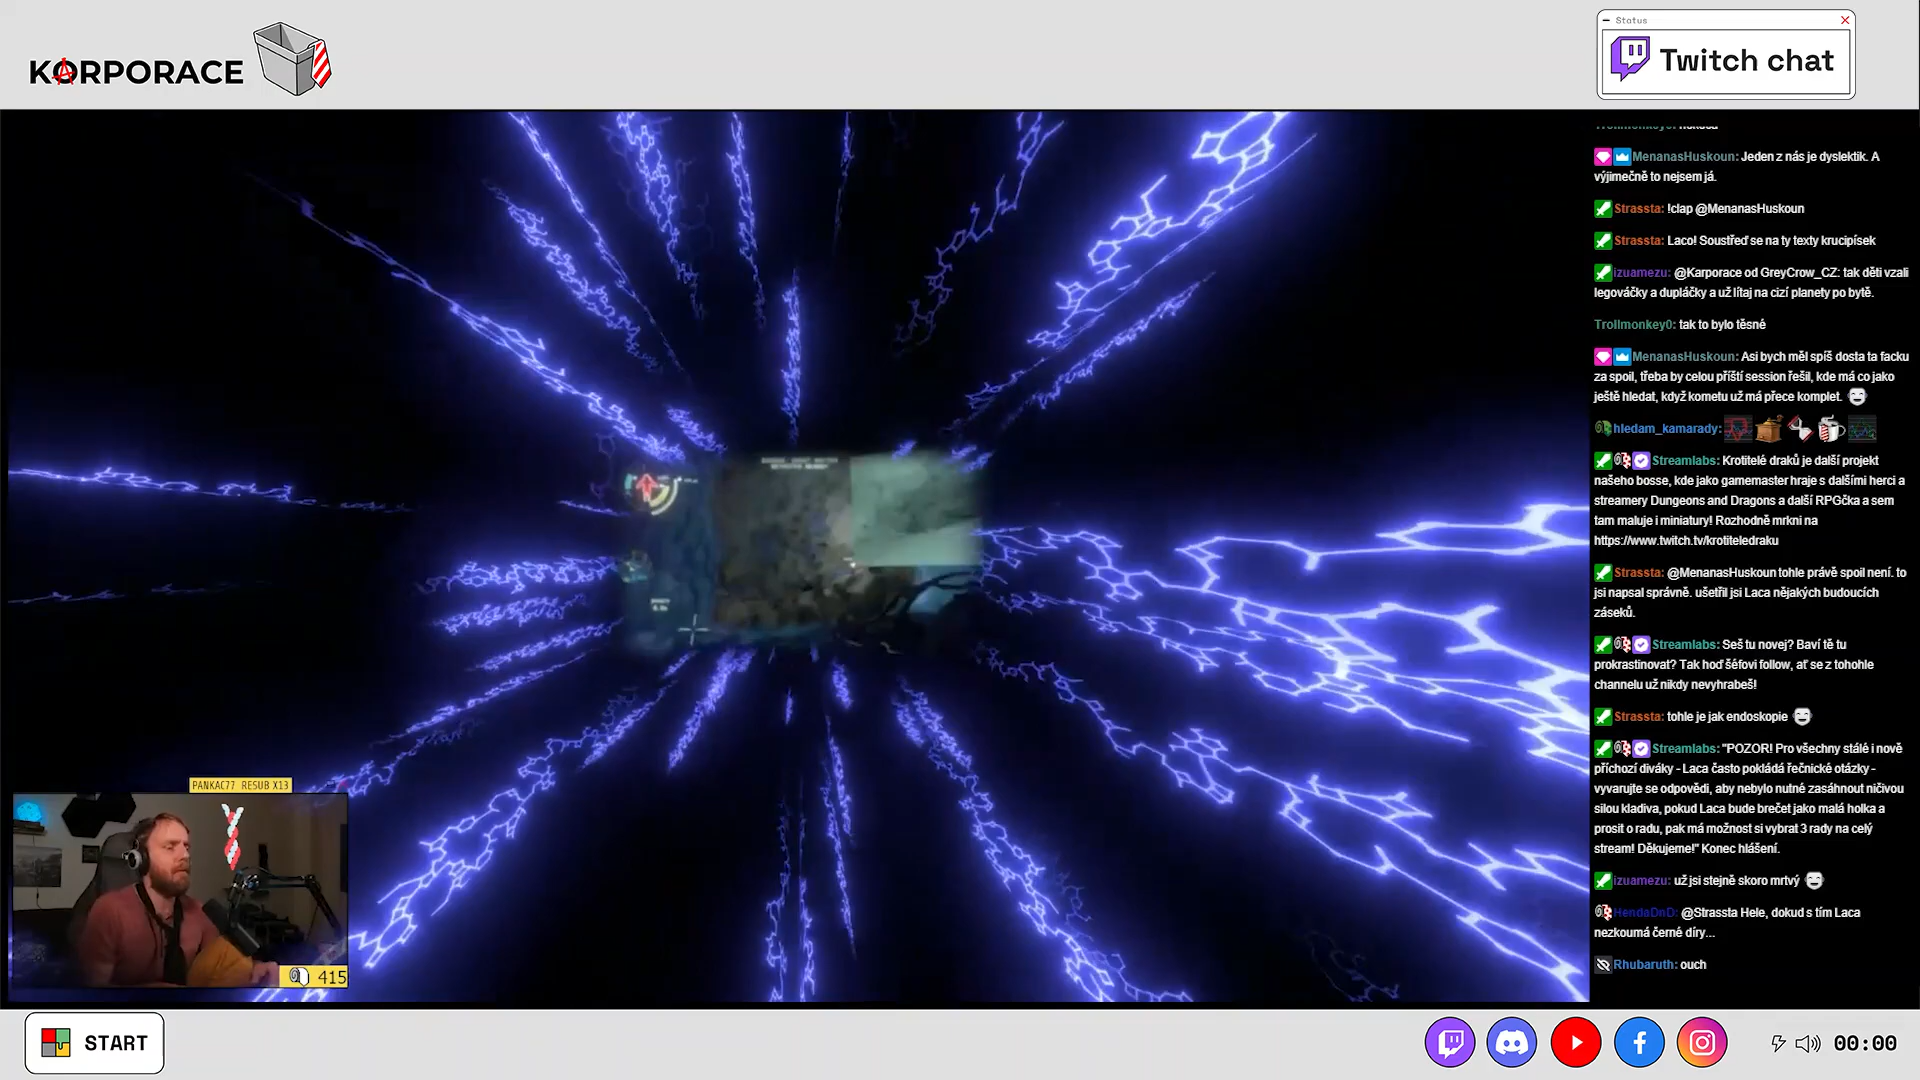 KARPORACE
Status
Twitch chat
MenanasHuskoun: Jeden z nás je dyslektik. A
výjimečně to nejsem já.
Strassta: !clap @MenanasHuskoun
Strassta: Laco! Soustřeď se na ty texty krucipísek
izuamezu: @Karporace od GreyCrow_CZ: tak děti vzali
legováčky a dupláčky a už lítaj na cizí planety po bytě.
Trollmonkey0: tak to bylo těsné
MenanasHuskoun: Asi bych měl spíš dosta ta facku
za spoil, třeba by celou příští session řešil, kde má co jako
ještě hledat, když kometu už má přece komplet.
hledam_kamarady:
Streamlabs: Krotitelé draků je další projekt
našeho bosse, kde jako gamemaster hraje s dalšími herci a
streamery Dungeons and Dragons a další RPGčka a sem
tam maluje i miniatury! Rozhodně mrkni na
https://www.twitch.tv/krotiteledraku
Strassta: @MenanasHuskoun tohle právě spoil není. to
jsi napsal správně. ušetřil jsi Laca nějakých budoucích
záseků.
Streamlabs: Seš tu novej? Baví tě tu
prokrastinovat? Tak hoď šéfovi follow, ať se z tohohle
channelu už nikdy nevyhrabeš!
Strassta: tohle je jak endoskopie
Streamlabs: "POZOR! Pro všechny stálé i nově
příchozí diváky - Laca často pokládá řečnické otázky -
vyvarujte se odpovědi, aby nebylo nutné zasáhnout ničivou
silou kladiva, pokud Laca bude brečet jako malá holka a
prosit o radu, pak má možnost si vybrat 3 rady na celý
stream! Děkujeme!" Konec hlášení.
izuamezu: už jsi stejně skoro mrtvý
HendaDnD: @Strassta Hele, dokud s tím Laca
nezkoumá černé díry...
Rhubaruth: ouch
PANKAC77 RESUB X13
415
START
00:00